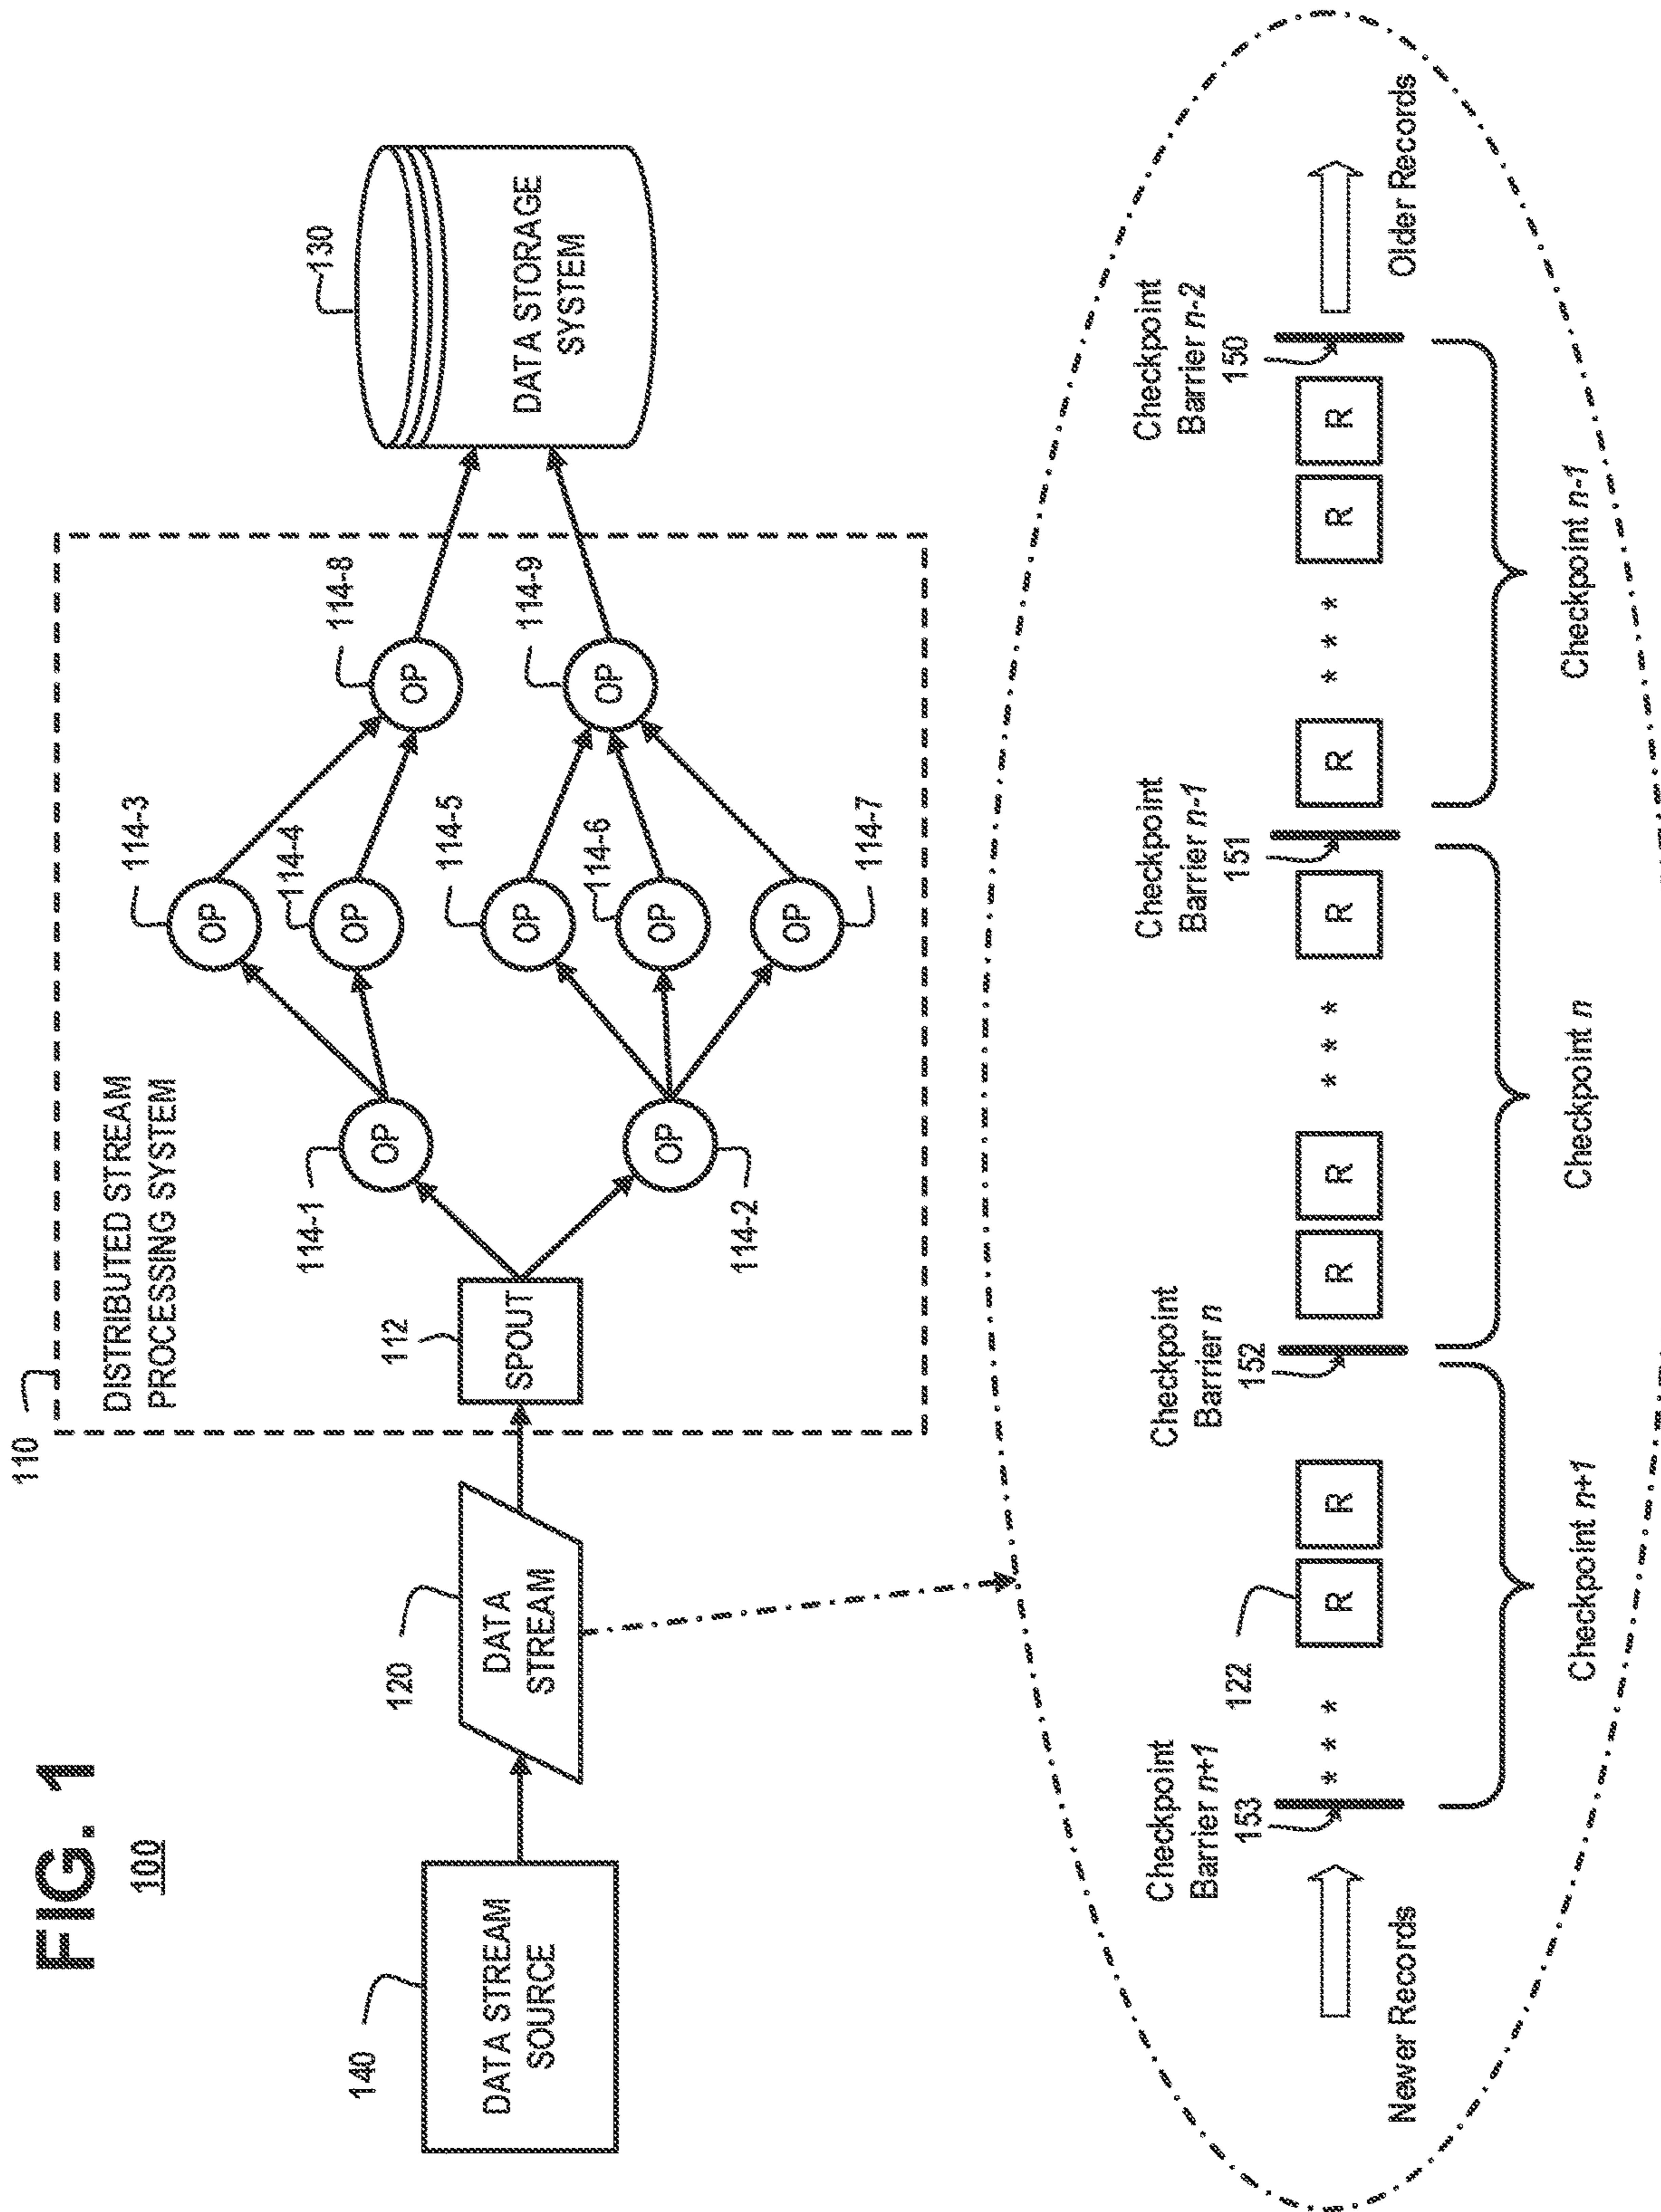 FIG. 1
100
110
DISTRIBUTED STREAM
PROCESSING SYSTEM
140
DATA STREAM
SOURCE
120
DATA
STREAM
112
SPOUT
114-1
OP
114-2
OP
114-3
OP
114-4
OP
114-5
OP
114-6
OP
114-7
OP
114-8
OP
114-9
OP
130
DATA STORAGE
SYSTEM
Newer Records
Checkpoint
Barrier n+1
153
* * *
122
R
R
Checkpoint n+1
Checkpoint
Barrier n
152
R
R
* * *
R
Checkpoint n
Checkpoint
Barrier n-1
151
R
* * *
R
R
Checkpoint n-1
Checkpoint
Barrier n-2
150
Older Records